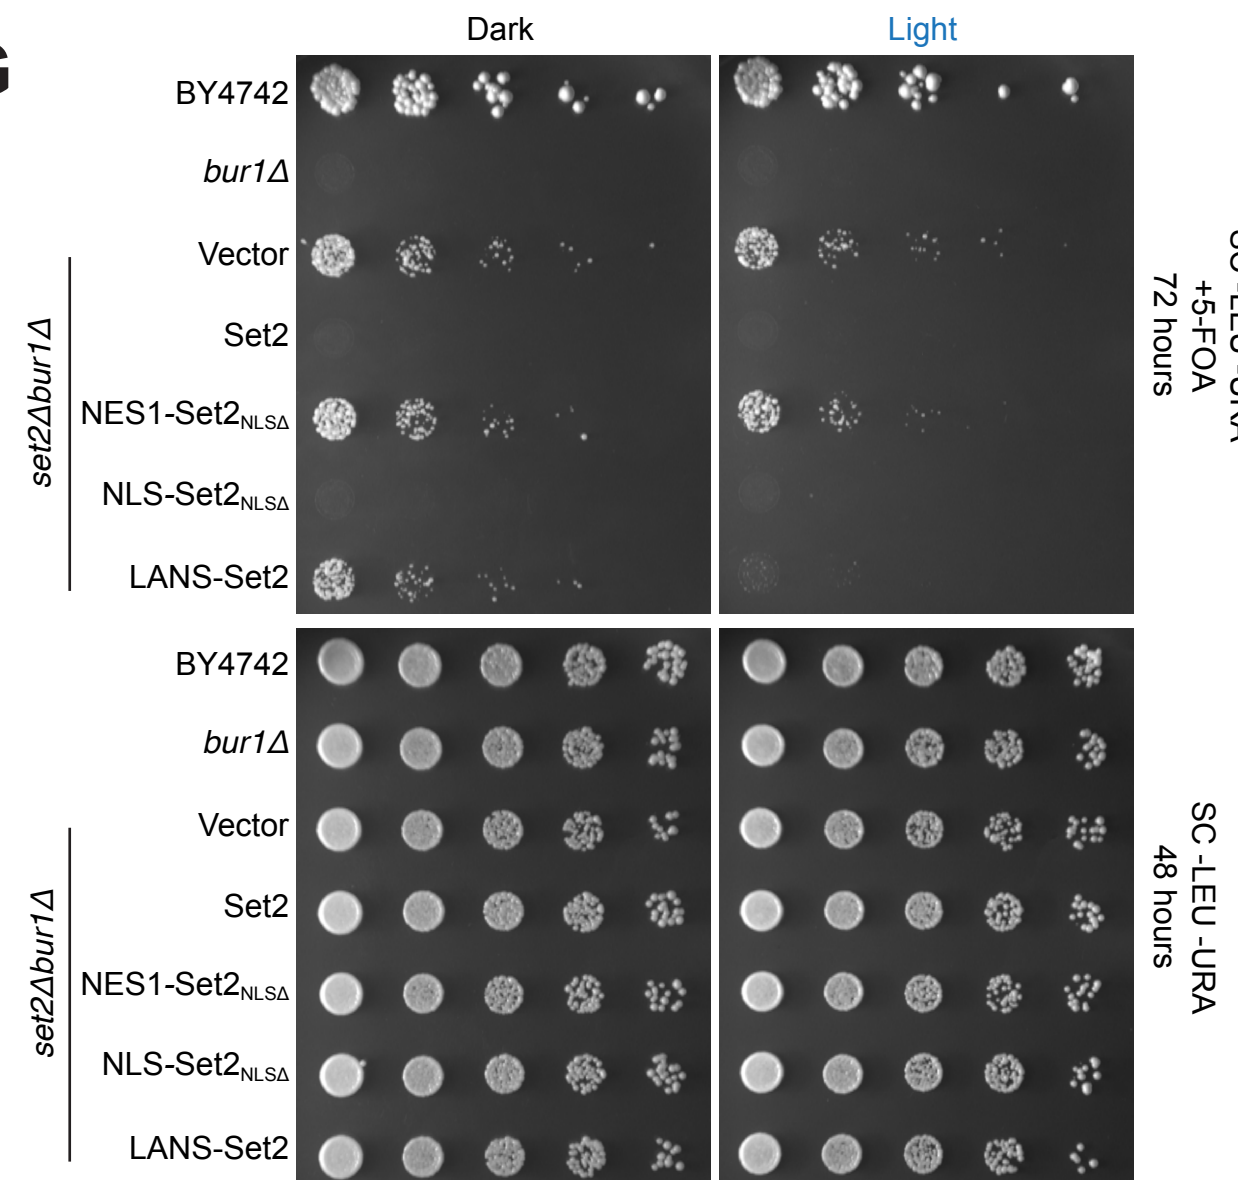 G
Dark
Light
BY4742
bur1Δ
Vector
Set2
NES1-Set2NLSΔ
NLS-Set2NLSΔ
LANS-Set2
set2Δbur1Δ
+5-FOA
72 hours
BY4742
bur1Δ
Vector
Set2
NES1-Set2NLSΔ
NLS-Set2NLSΔ
LANS-Set2
set2Δbur1Δ
SC -LEU -URA
48 hours